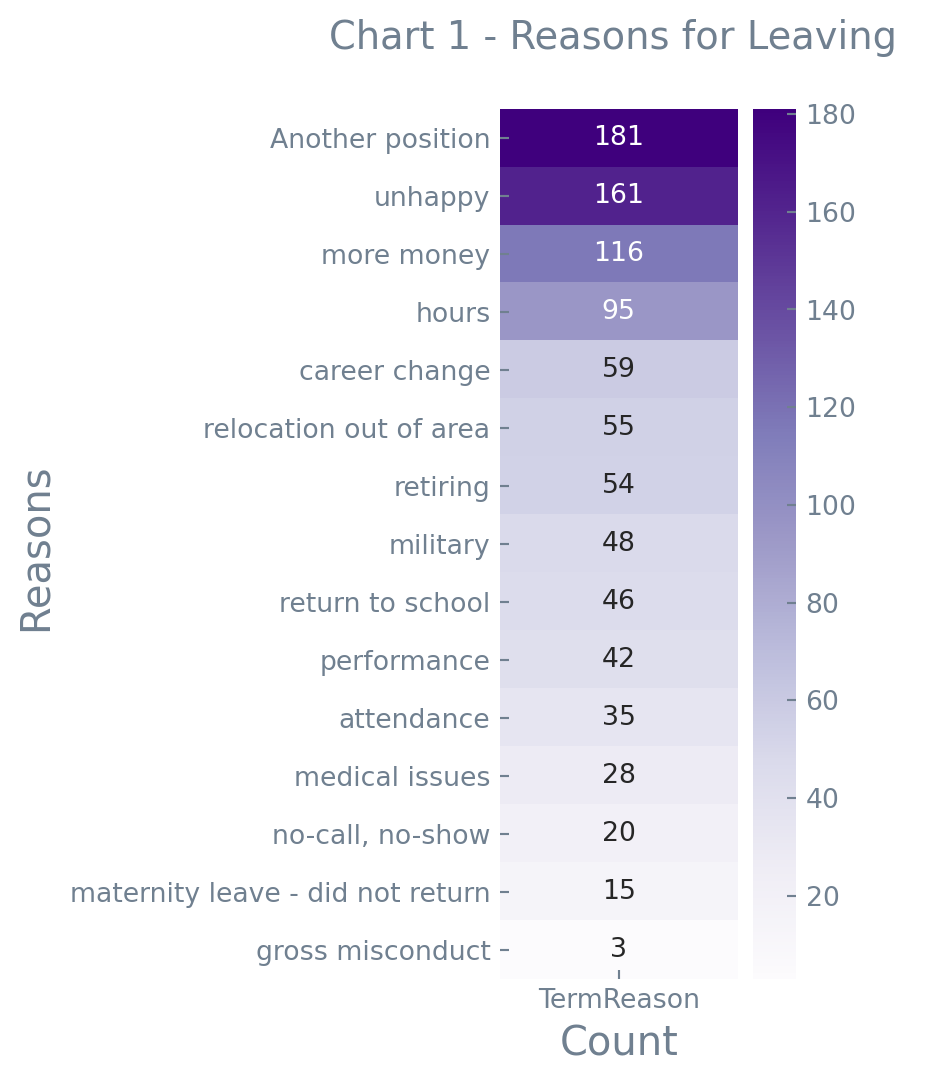 Chart 1 - Reasons for Leaving
Another position 181
unhappy 161
more money 116
hours 95
career change 59
relocation out of area 55
retiring 54
military 48
return to school 46
performance 42
attendance 35
medical issues 28
no-call, no-show 20
maternity leave - did not return 15
gross misconduct 3
TermReason
Count
Reasons
180
160
140
120
100
80
60
40
20